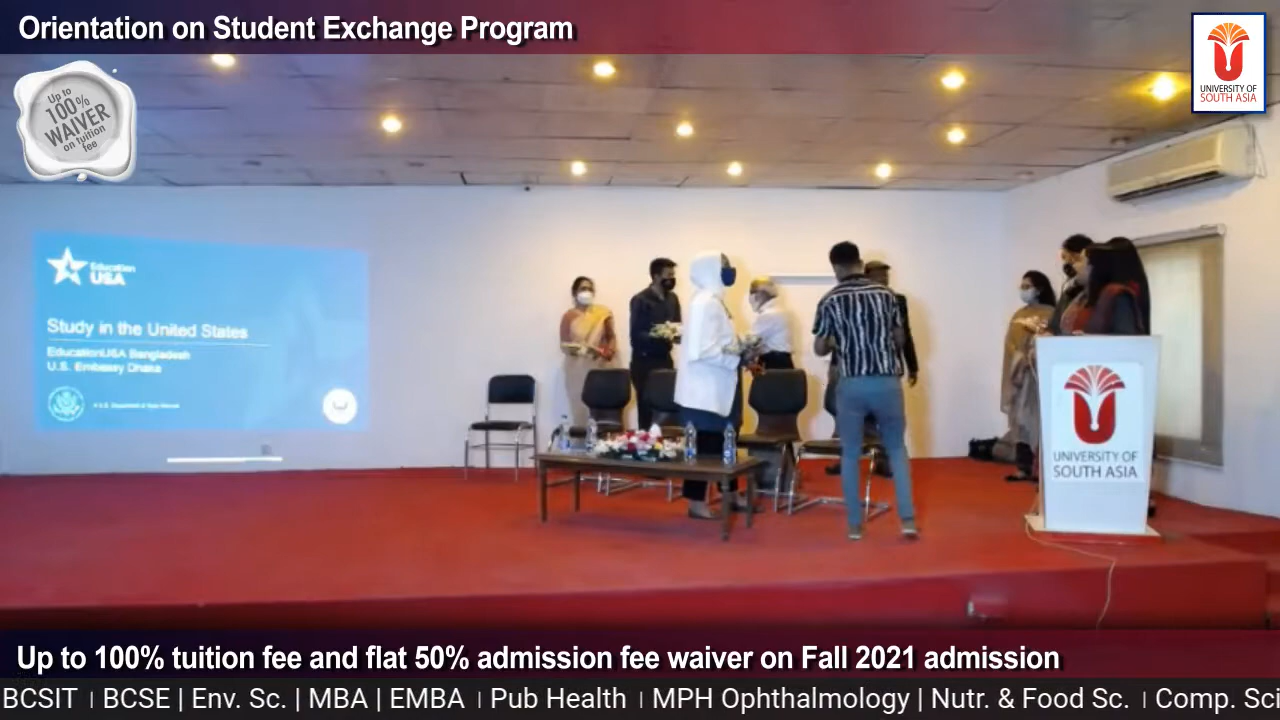 Orientation on Student Exchange Program
UNIVERSITY OF
SOUTH ASIA
Up to
100%
WAIVER
on tuition
fee
Education
USA
Study in the United States
EducationUSA Bangladesh
U.S. Embassy Dhaka
UNIVERSITY OF
SOUTH ASIA
Up to 100% tuition fee and flat 50% admission fee waiver on Fall 2021 admission
BCSIT | BCSE | Env. Sc. | MBA | EMBA | Pub Health | MPH Ophthalmology | Nutr. & Food Sc. | Comp. Sci